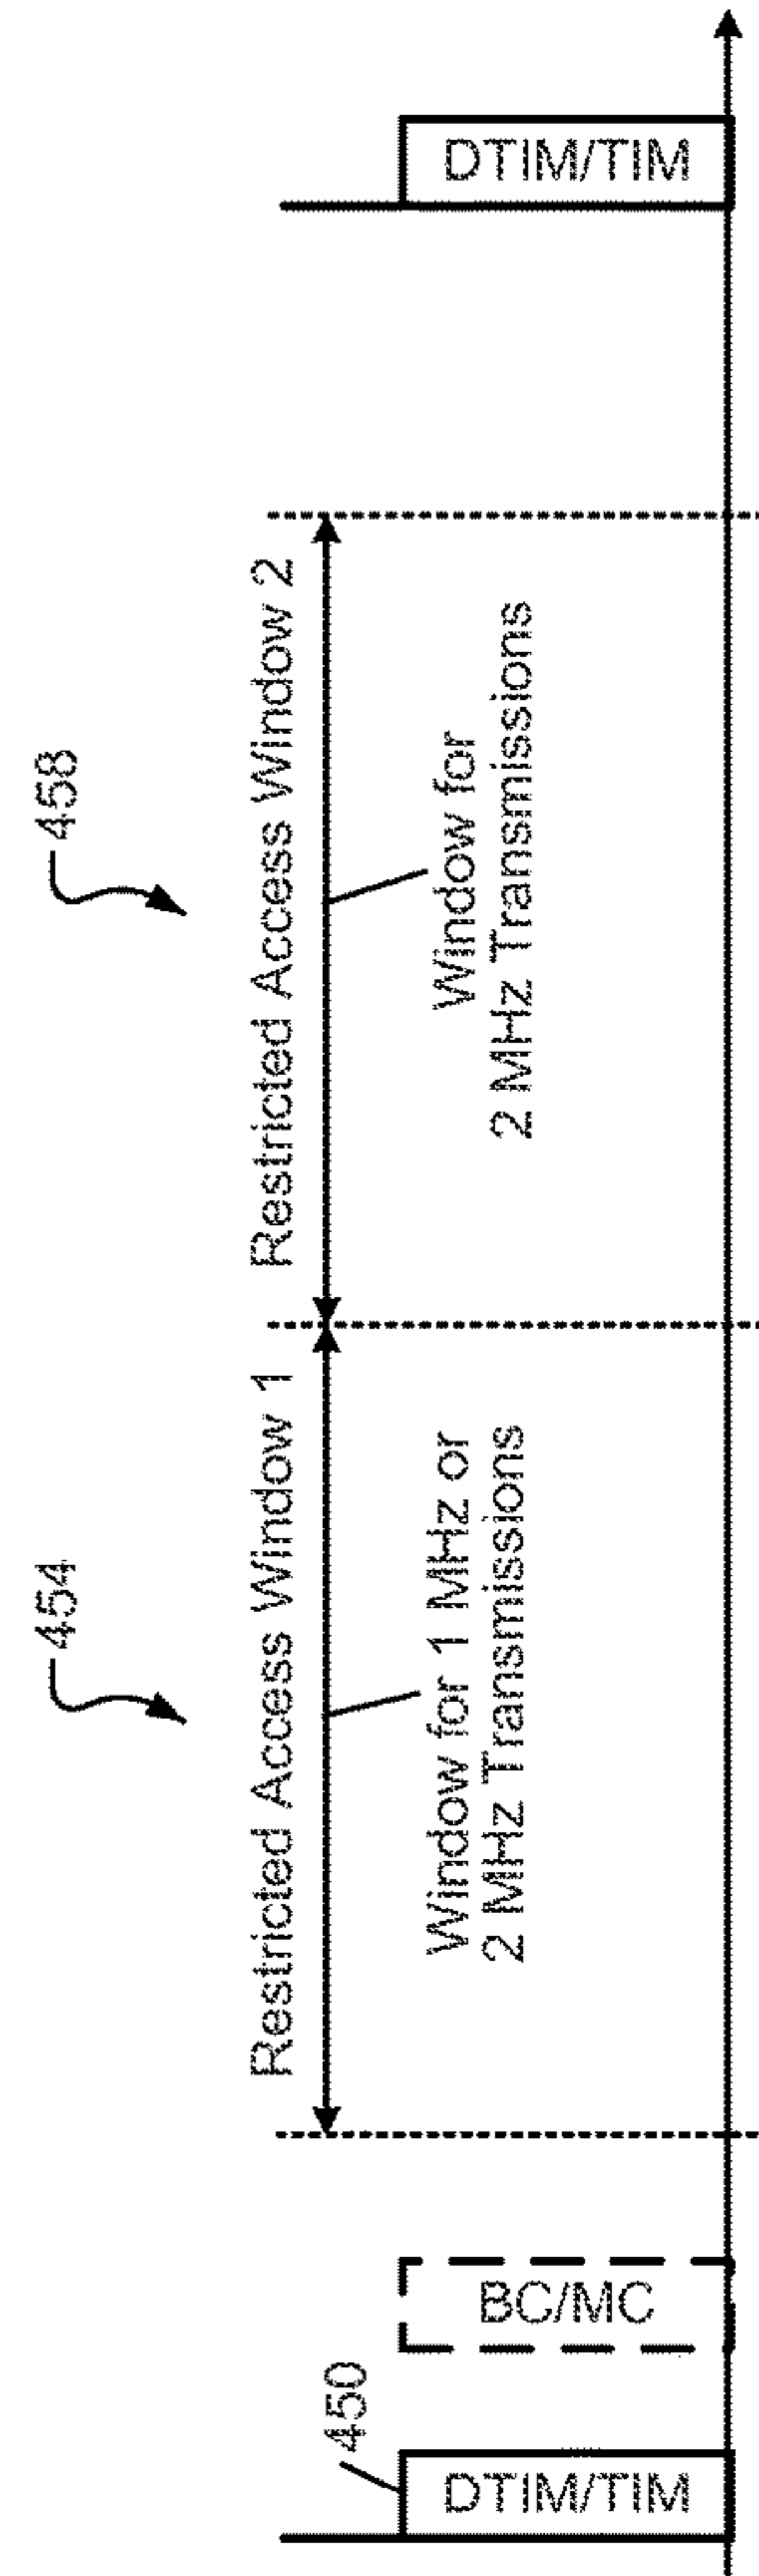 454
458
Restricted Access Window 1
Restricted Access Window 2
450
DTIM/TIM
BC/MC
Window for 1 MHz or
2 MHz Transmissions
Window for
2 MHz Transmissions
DTIM/TIM